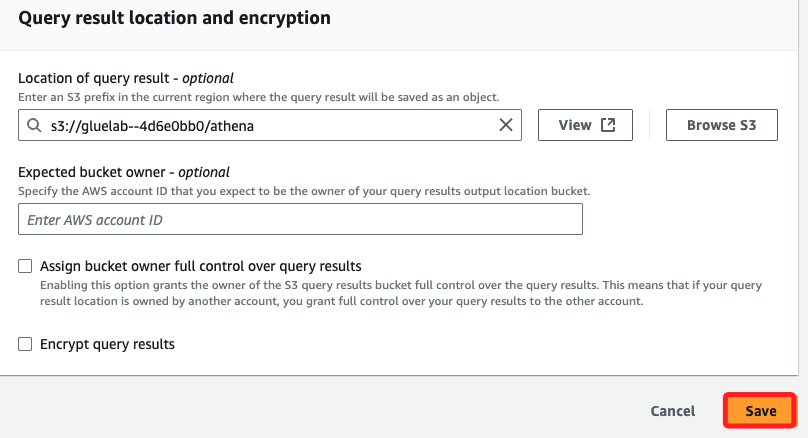 Query result location and encryption
Location of query result - optional
Enter an S3 prefix in the current region where the query result will be saved as an object.
s3://gluelab--4d6e0bb0/athena
View
Browse S3
Expected bucket owner - optional
Specify the AWS account ID that you expect to be the owner of your query results output location bucket.
Enter AWS account ID
Assign bucket owner full control over query results
Enabling this option grants the owner of the S3 query results bucket full control over the query results. This means that if your query
result location is owned by another account, you grant full control over your query results to the other account.
Encrypt query results
Cancel
Save